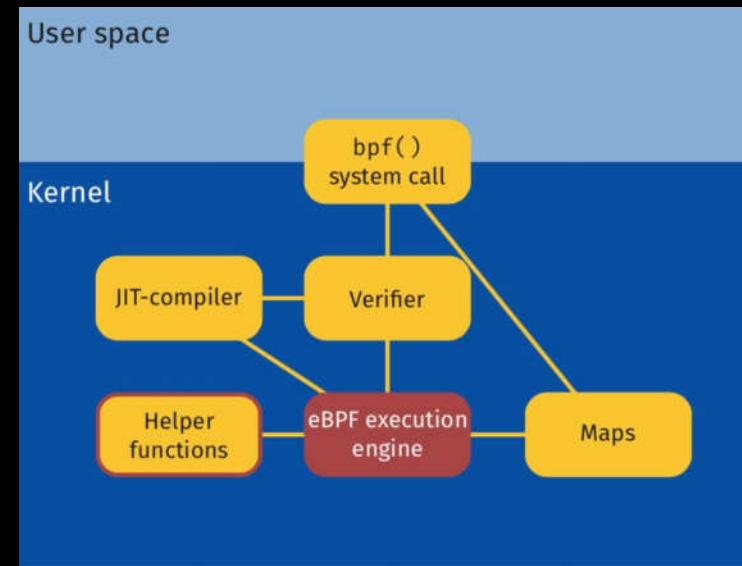 User space
bpf()
system call
Kernel
JIT-compiler
Verifier
Helper
functions
eBPF execution
engine
Maps